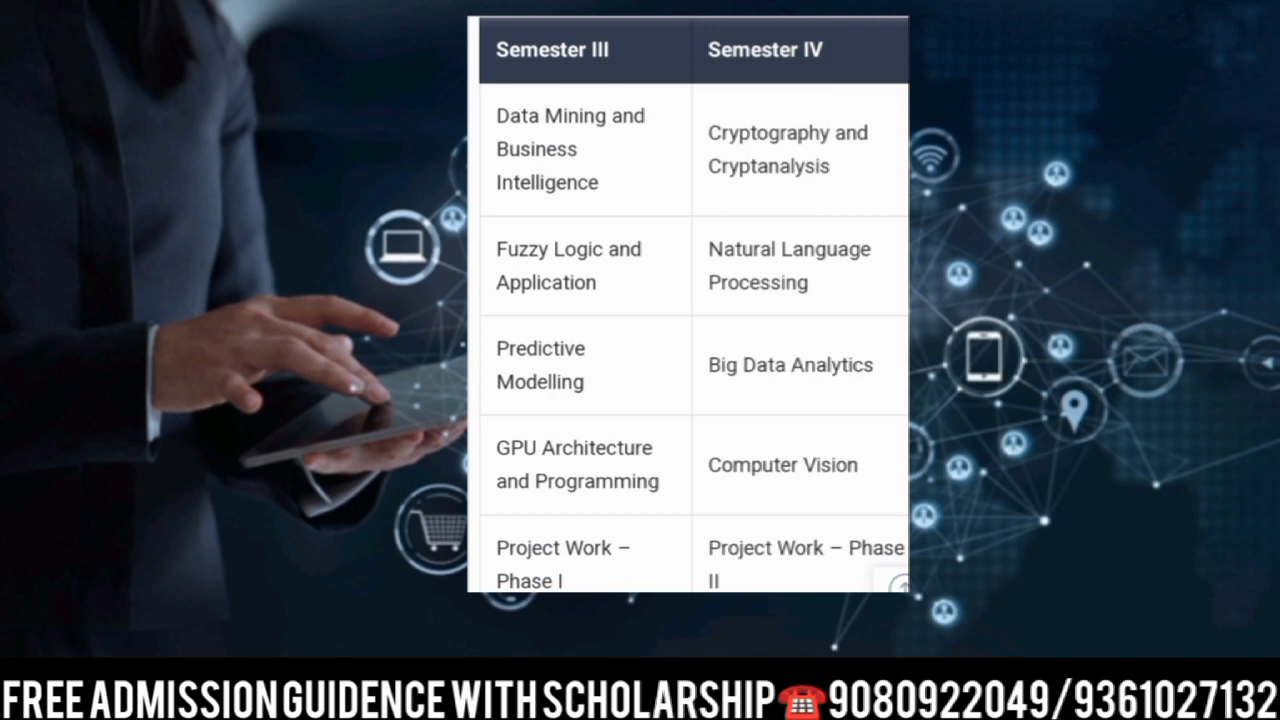 Semester III
Semester IV
Data Mining and
Business
Intelligence
Cryptography and
Cryptanalysis
Fuzzy Logic and
Application
Natural Language
Processing
Predictive
Modelling
Big Data Analytics
GPU Architecture
and Programming
Computer Vision
Project Work –
Phase I
Project Work – Phase
II
FREE ADMISSION GUIDENCE WITH SCHOLARSHIP ☎9080922049/9361027132